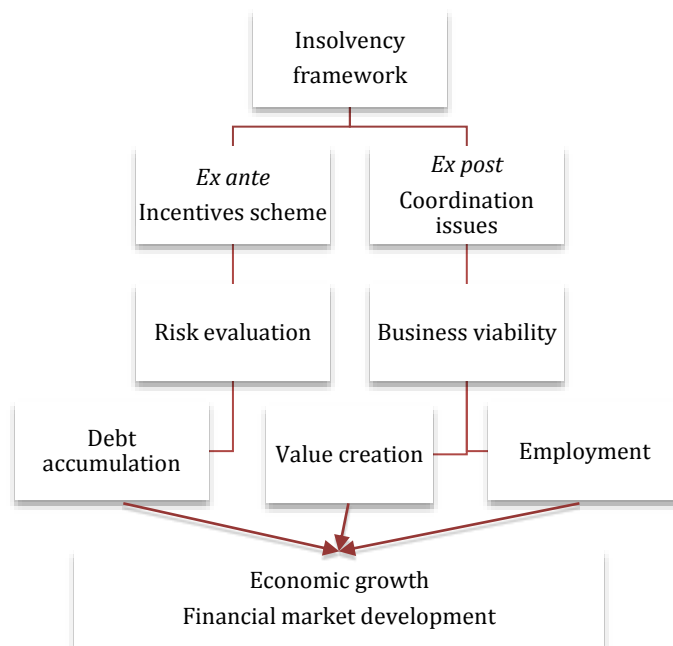 Insolvency
framework
Ex ante
Incentives scheme
Ex post
Coordination
issues
Risk evaluation
Business viability
Debt
accumulation
Value creation
Employment
Economic growth
Financial market development